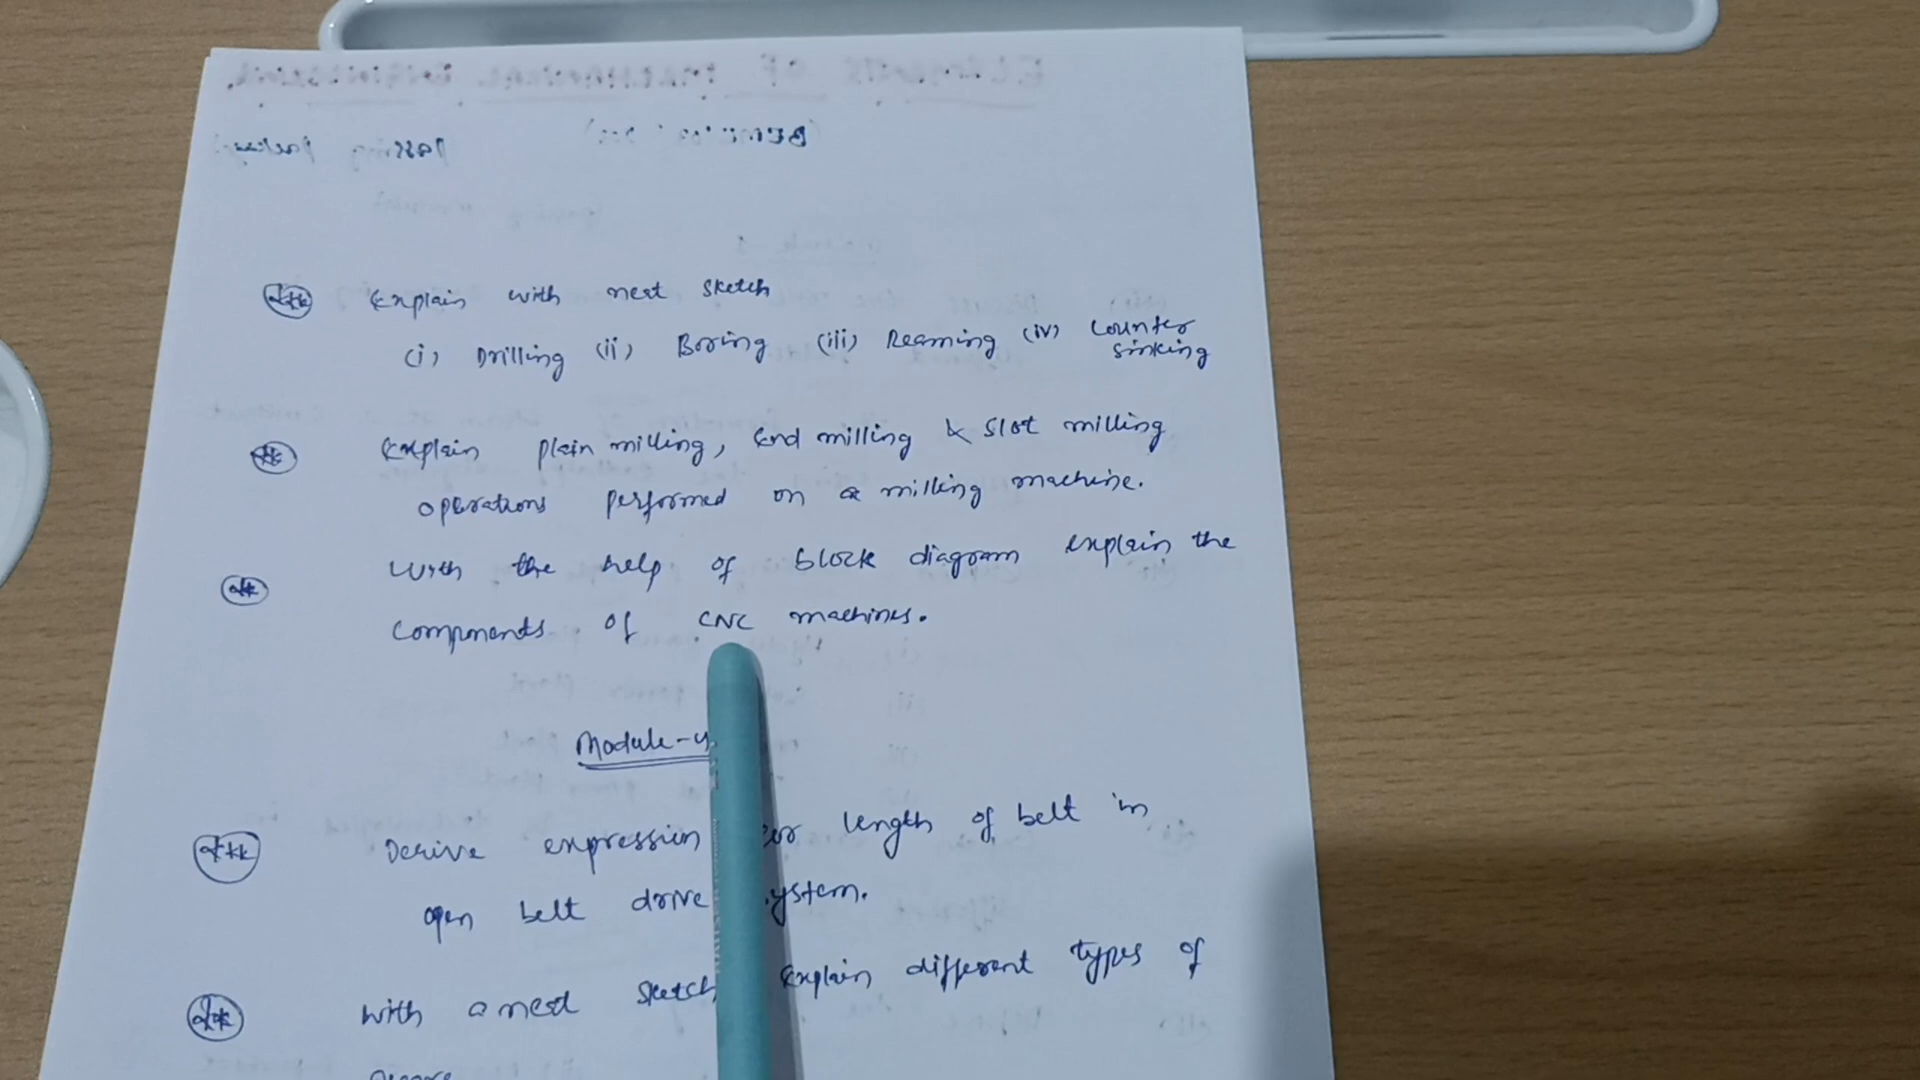 Explain with neat sketch
(i) Drilling (ii) Boring (iii) Reaming (iv) counter sinking
Explain plain milling, End milling & slot milling
operations performed on a milling machine.
with the help of block diagram explain the
components of CNC machines.
Module-4
Derive expression for length of belt in
open belt drive system.
with a neat sketch explain different types of